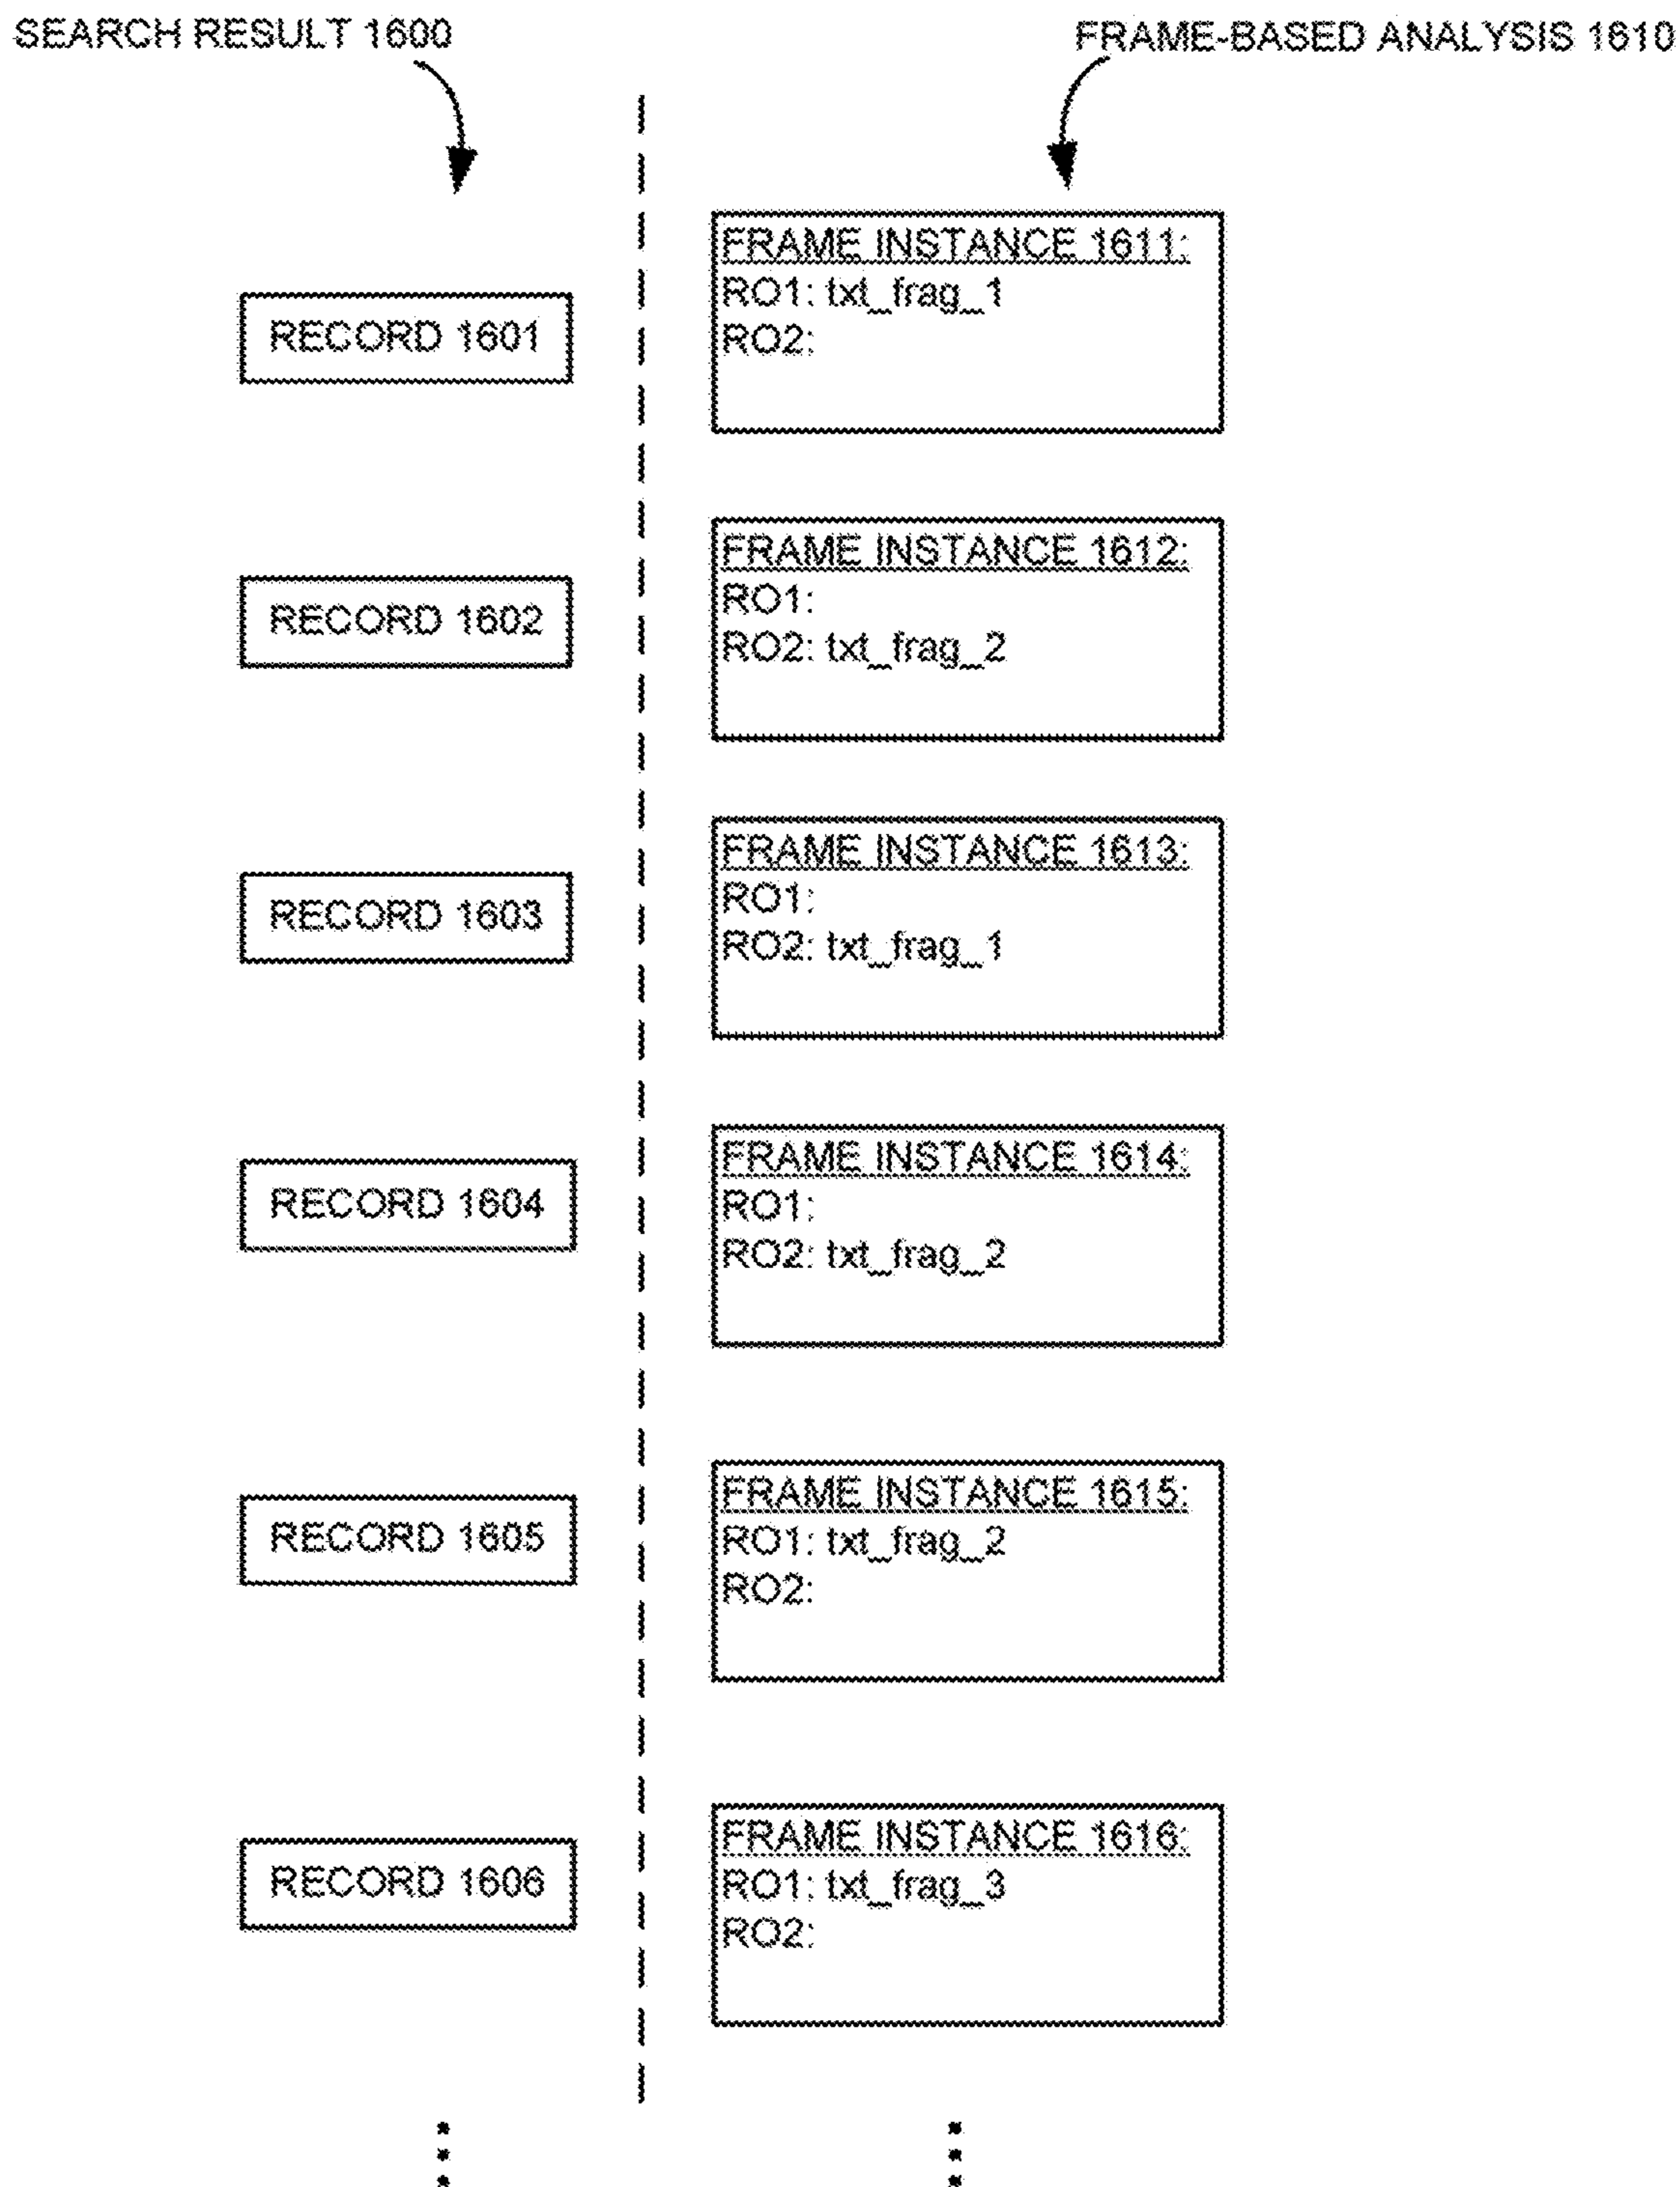 SEARCH RESULT 1600
FRAME-BASED ANALYSIS 1610
RECORD 1601
FRAME INSTANCE 1611:
RO1: txt_frag_1
RO2:
RECORD 1602
FRAME INSTANCE 1612:
RO1:
RO2: txt_frag_2
RECORD 1603
FRAME INSTANCE 1613:
RO1:
RO2: txt_frag_1
RECORD 1604
FRAME INSTANCE 1614:
RO1:
RO2: txt_frag_2
RECORD 1605
FRAME INSTANCE 1615:
RO1: txt_frag_2
RO2:
RECORD 1606
FRAME INSTANCE 1616:
RO1: txt_frag_3
RO2: